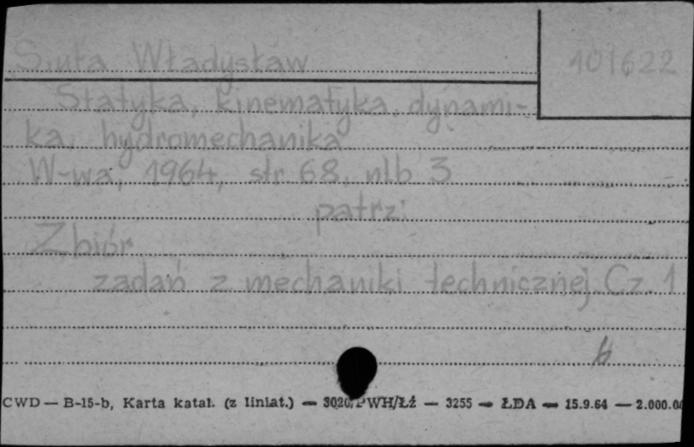 Siuta Władysław
101622
Statyka, kinematyka, dynami-
ka, hydromechanika
W-wa, 1964, str 68, nlb 3
patrz:
Zbiór
zadań z mechaniki technicznej. Cz. 1
CWD — B-15-b, Karta katal. (z liniat.) — 3020/PWH/ŁŹ — 3255 — ŁDA — 15.9.64 — 2.000.00